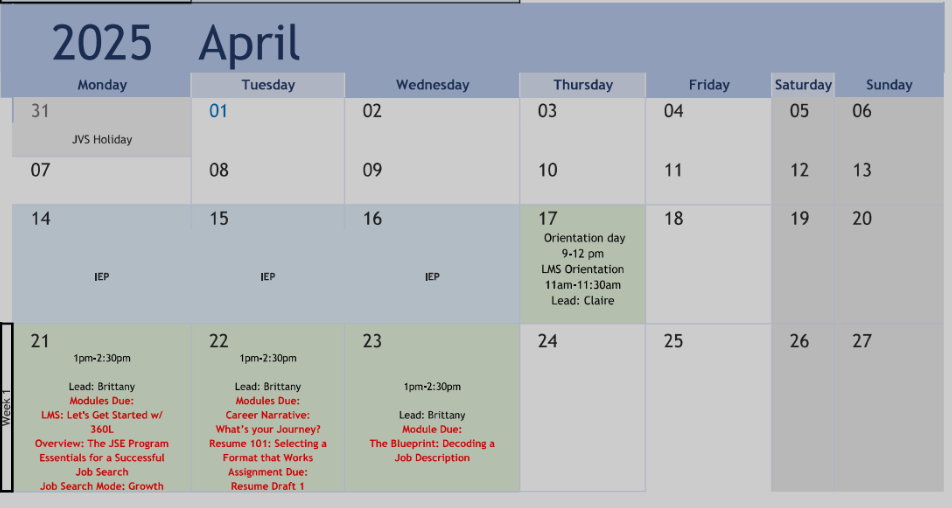 2025 April
Monday Tuesday Wednesday Thursday Friday Saturday Sunday
31 01 02 03 04 05 06
JVS Holiday
07 08 09 10 11 12 13
14 15 16 17 18 19 20
Orientation day
9-12 pm
LMS Orientation
11am-11:30am
Lead: Claire
IEP IEP IEP
Week 1
21
1pm-2:30pm
Lead: Brittany
Modules Due:
LMS: Let's Get Started w/
360L
Overview: The JSE Program
Essentials for a Successful
Job Search
Job Search Mode: Growth
22
1pm-2:30pm
Lead: Brittany
Modules Due:
Career Narrative:
What's your Journey?
Resume 101: Selecting a
Format that Works
Assignment Due:
Resume Draft 1
23
1pm-2:30pm
Lead: Brittany
Module Due:
The Blueprint: Decoding a
Job Description
24 25 26 27